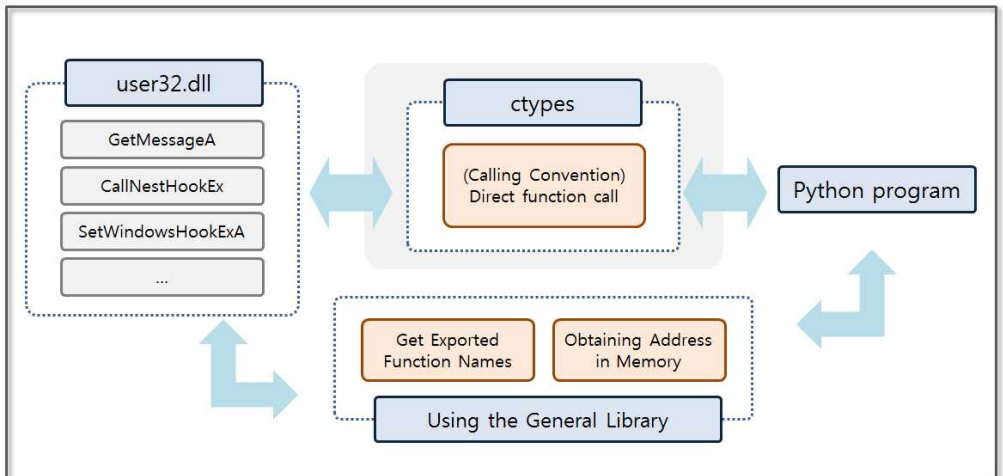 user32.dll
GetMessageA
CallNestHookEx
SetWindowsHookExA
...
ctypes
(Calling Convention)
Direct function call
Python program
Get Exported
Function Names
Obtaining Address
in Memory
Using the General Library